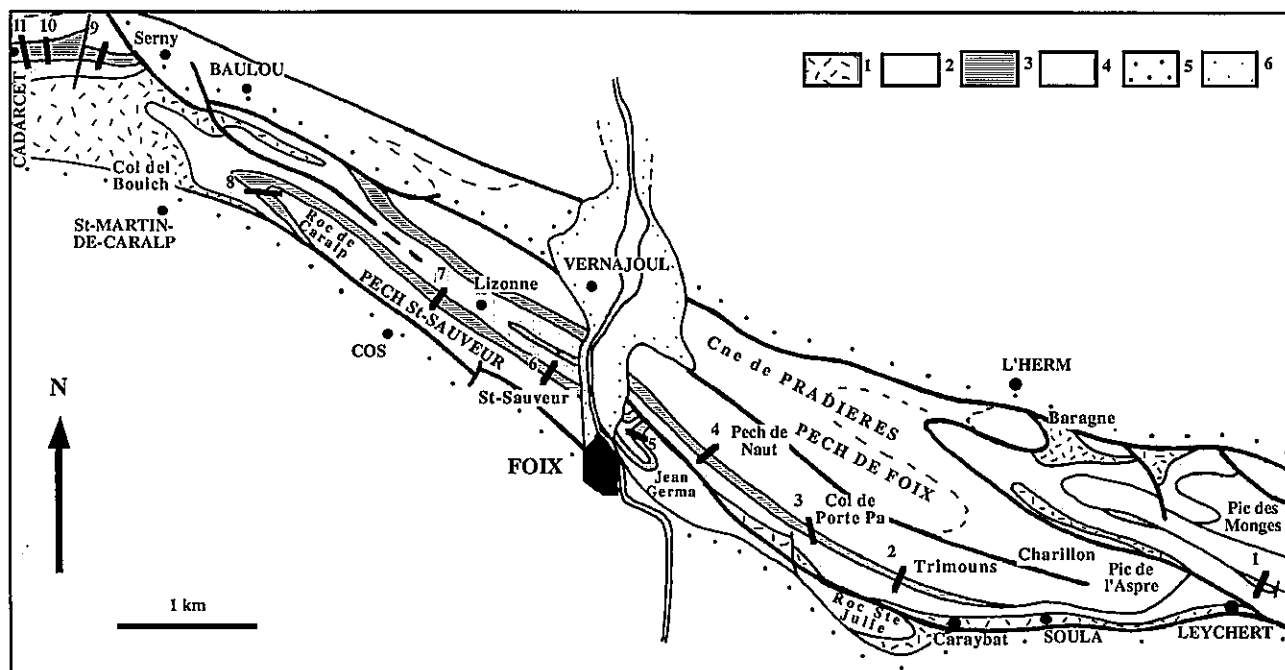 11 10 9
Serny
BAULOU
CADARCET
1 2 3 4 5 6
Col del
Bouich
St-MARTIN-
DE-CARALP
8
Roc de
Caralp
7
Lizonne
VERNAJOUL
PECH St-SAUVEUR
COS
6
St-Sauveur
N
FOIX
5
Jean
Germa
4
Pech de
Naut
Cne de PRADIERES
PECH DE FOIX
L'HERM
Baragne
3
Col de
Porte Pa
2
Trimouns
Charillon
Pic des
Monges
Pic de
l'Aspre
1
Roc Ste
Julie
Caraybat
SOULA
LEYCHERT
1 km